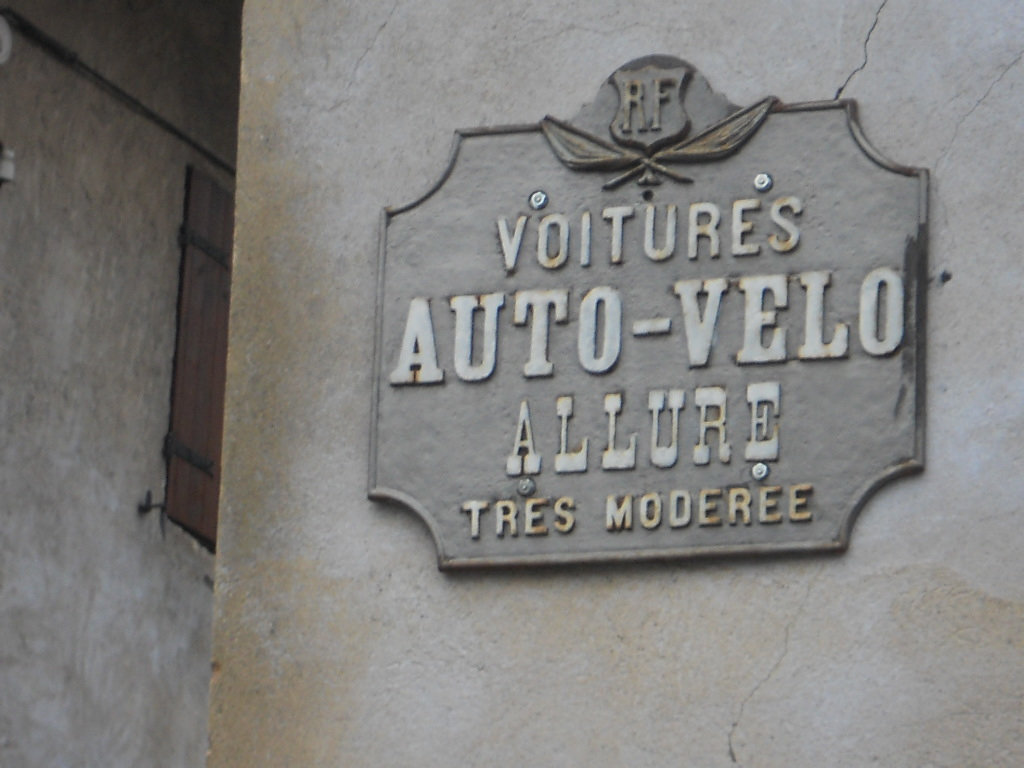 RF
VOITURES
AUTO-VELO
ALLURE
TRES MODEREE